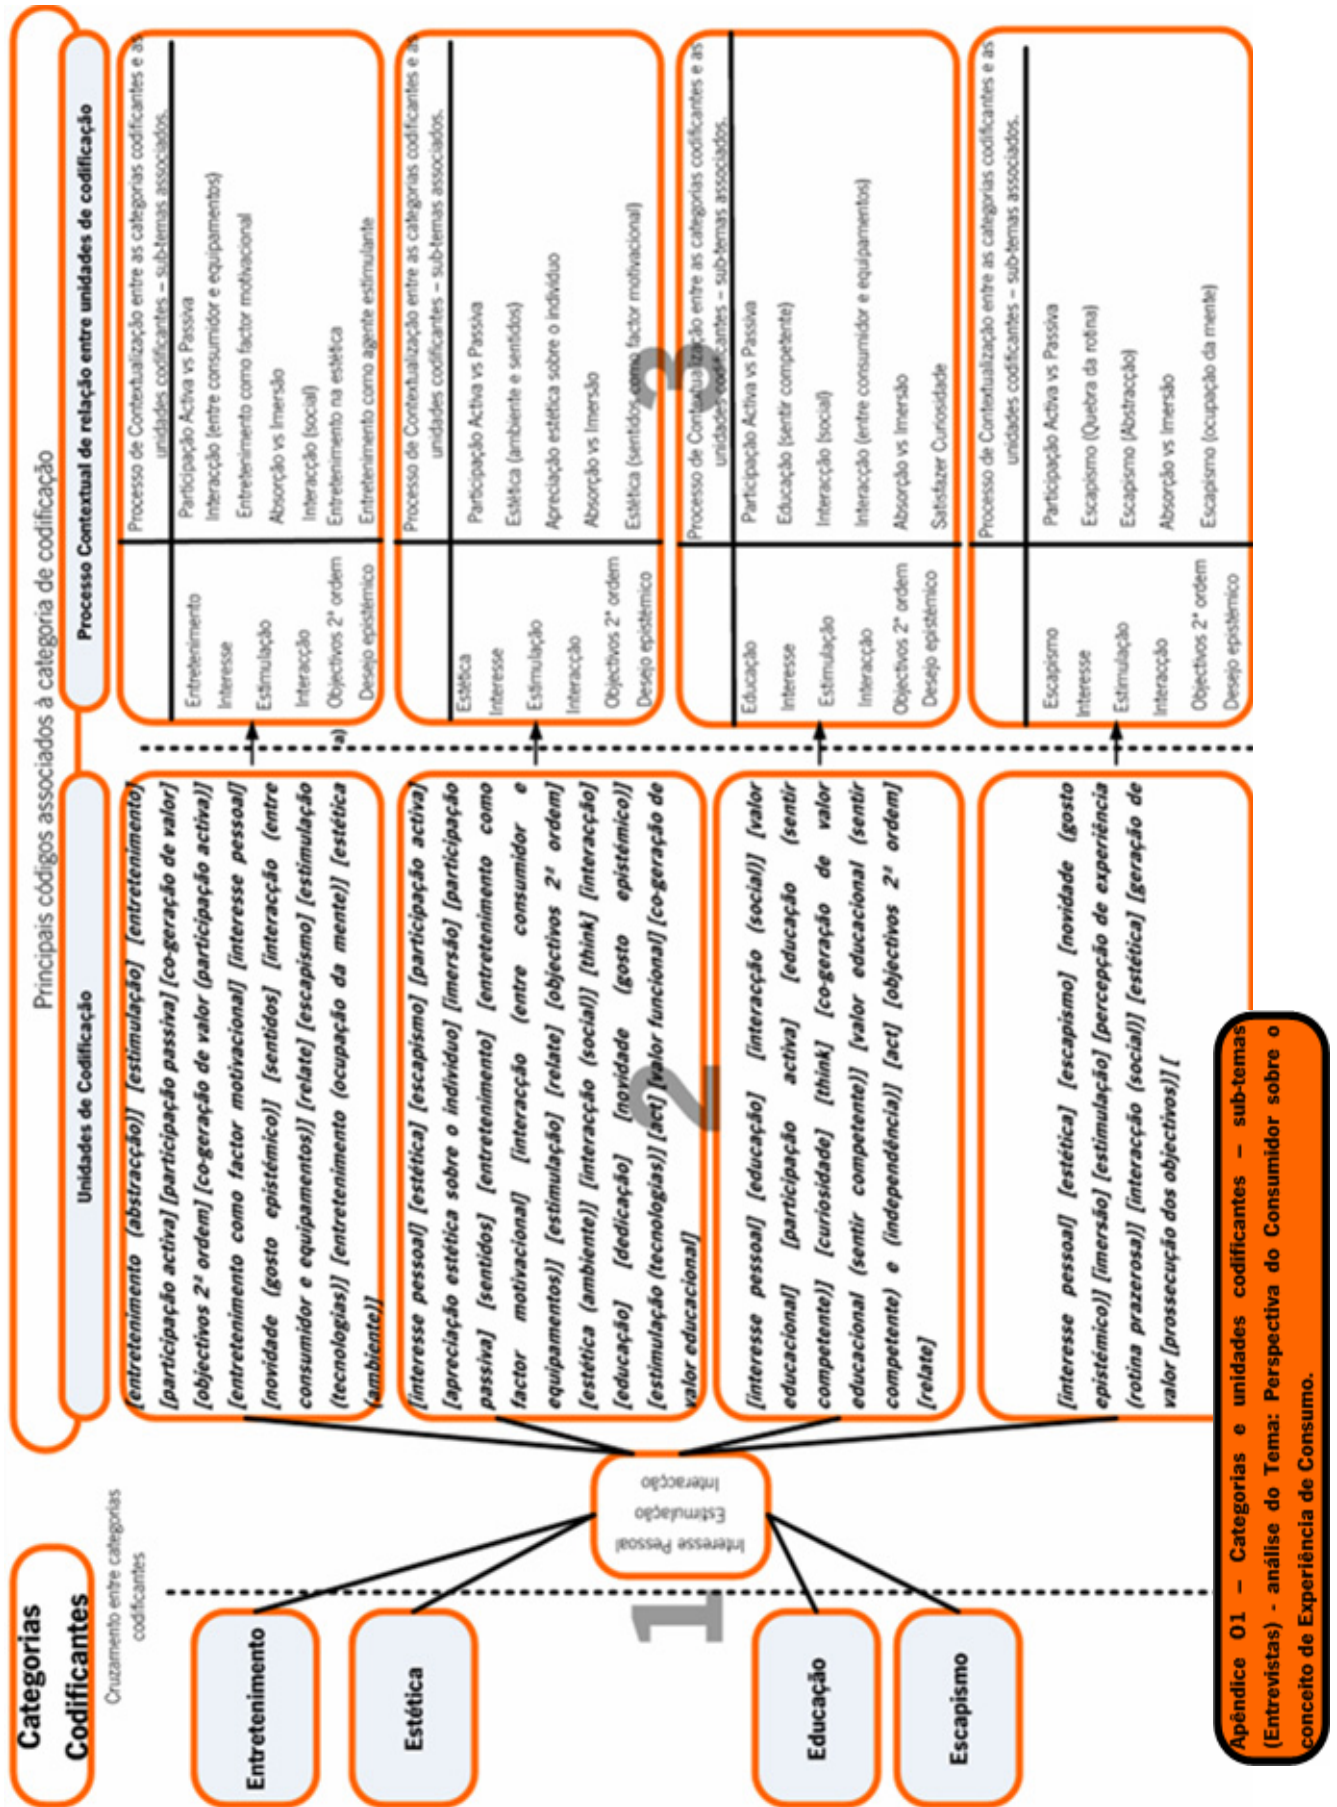 Categorias
Codificantes
Cruzamento entre categorias
codificantes
Entretenimento
Estética
Educação
Escapismo
1
Interesse Pessoal
Estimulação
Interacção
Principais códigos associados à categoria de codificação
Unidades de Codificação
[entretenimento (abstracção)] [estimulação] [entretenimento]
[participação activa] [participação passiva] [co-geração de valor]
[objectivos 2ª ordem] [co-geração de valor (participação activa)]
[entretenimento como factor motivacional] [interesse pessoal]
[novidade (gosto epistémico)] [sentidos] [interacção (entre
consumidor e equipamentos)] [relate] [escapismo] [estimulação
(tecnologias)] [entretenimento (ocupação da mente)] [estética
(ambiente)]
[interesse pessoal] [estética] [escapismo] [participação activa]
[apreciação estética sobre o individuo] [imersão] [participação
passiva] [sentidos] [entretenimento] [entretenimento como
factor motivacional] [interacção (entre consumidor e
equipamentos)] [estimulação] [relate] [objectivos 2ª ordem]
[estética (ambiente)] [interacção (social)] [think] [interacção]
[educação] [dedicação] [novidade (gosto epistémico)]
[estimulação (tecnologias)] [act] [valor funcional] [co-geração de
valor educacional]
[interesse pessoal] [educação] [interacção (social)] [valor
educacional] [participação activa] [educação (sentir
competente)] [curiosidade] [think] [co-geração de valor
educacional (sentir competente)] [valor educacional (sentir
competente) e (independência)] [act] [objectivos 2ª ordem]
[relate]
[interesse pessoal] [estética] [escapismo] [novidade (gosto
epistémico)] [imersão] [estimulação] [percepção de experiência
(rotina prazerosa)] [interacção (social)] [estética] [geração de
valor [prossecução dos objectivos)] [
2
a)
Processo Contextual de relação entre unidades de codificação
Processo de Contextualização entre as categorias codificantes e as
unidades codificantes – sub-temas associados.
Entretenimento
Interesse
Estimulação
Interacção
Objectivos 2ª ordem
Desejo epistémico
Participação Activa vs Passiva
Interacção (entre consumidor e equipamentos)
Entretenimento como factor motivacional
Absorção vs Imersão
Interacção (social)
Entretenimento na estética
Entretenimento como agente estimulante
Processo de Contextualização entre as categorias codificantes e as
unidades codificantes – sub-temas associados.
Estética
Interesse
Estimulação
Interacção
Objectivos 2ª ordem
Desejo epistémico
Participação Activa vs Passiva
Estética (ambiente e sentidos)
Apreciação estética sobre o individuo
Absorção vs Imersão
Estética (sentidos como factor motivacional)
3
Processo de Contextualização entre as categorias codificantes e as
unidades codificantes – sub-temas associados.
Educação
Interesse
Estimulação
Interacção
Objectivos 2ª ordem
Desejo epistémico
Participação Activa vs Passiva
Educação (sentir competente)
Interacção (social)
Interacção (entre consumidor e equipamentos)
Absorção vs Imersão
Satisfazer Curiosidade
Processo de Contextualização entre as categorias codificantes e as
unidades codificantes – sub-temas associados.
Escapismo
Interesse
Estimulação
Interacção
Objectivos 2ª ordem
Desejo epistémico
Participação Activa vs Passiva
Escapismo (Quebra da rotina)
Escapismo (Abstracção)
Absorção vs Imersão
Escapismo (ocupação da mente)
Apêndice 01 – Categorias e unidades codificantes – sub-temas
(Entrevistas) - análise do Tema: Perspectiva do Consumidor sobre o
conceito de Experiência de Consumo.